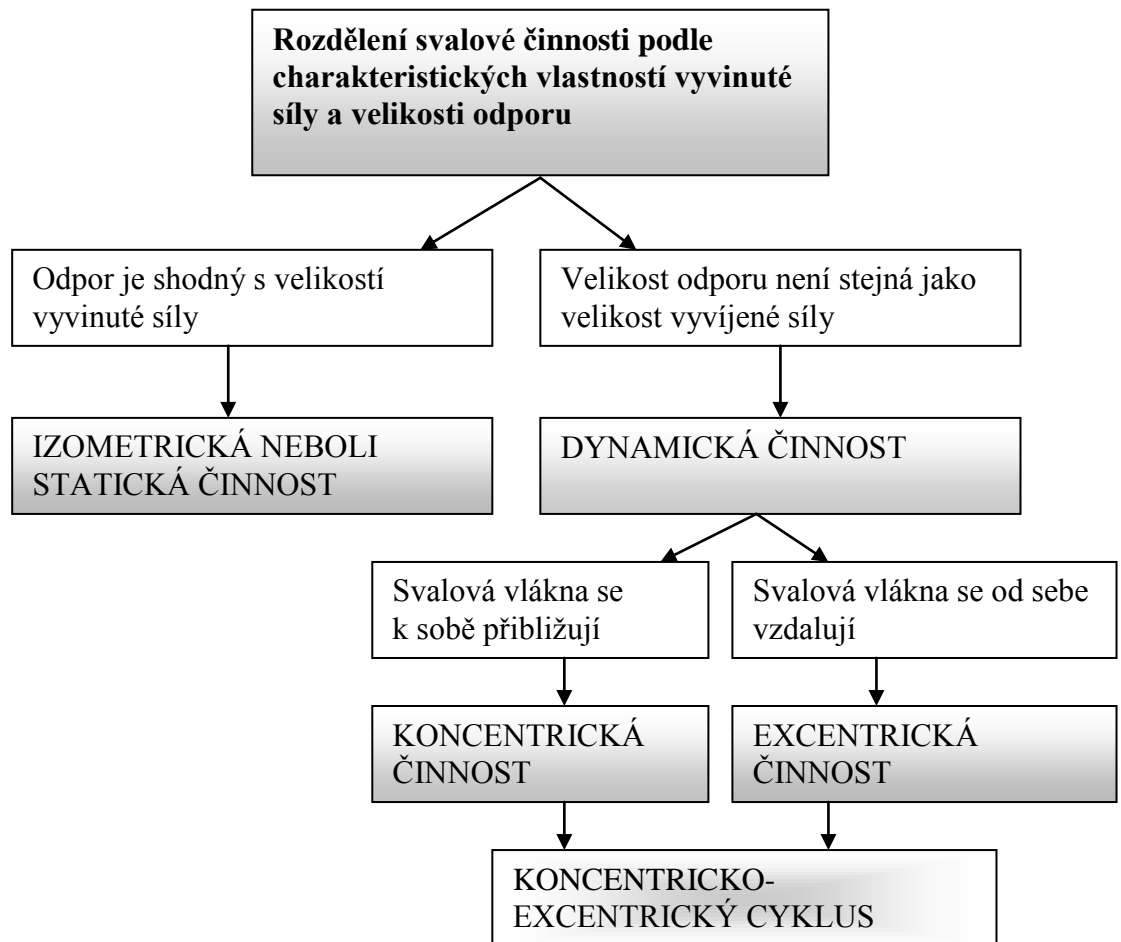 Rozdělení svalové činnosti podle
charakteristických vlastností vyvinuté
síly a velikosti odporu
Odpor je shodný s velikostí
vyvinuté síly
Velikost odporu není stejná jako
velikost vyvíjené síly
IZOMETRICKÁ NEBOLI
STATICKÁ ČINNOST
DYNAMICKÁ ČINNOST
Svalová vlákna se
k sobě přibližují
Svalová vlákna se od sebe
vzdalují
KONCENTRICKÁ
ČINNOST
EXCENTRICKÁ
ČINNOST
KONCENTRICKO-
EXCENTRICKÝ CYKLUS